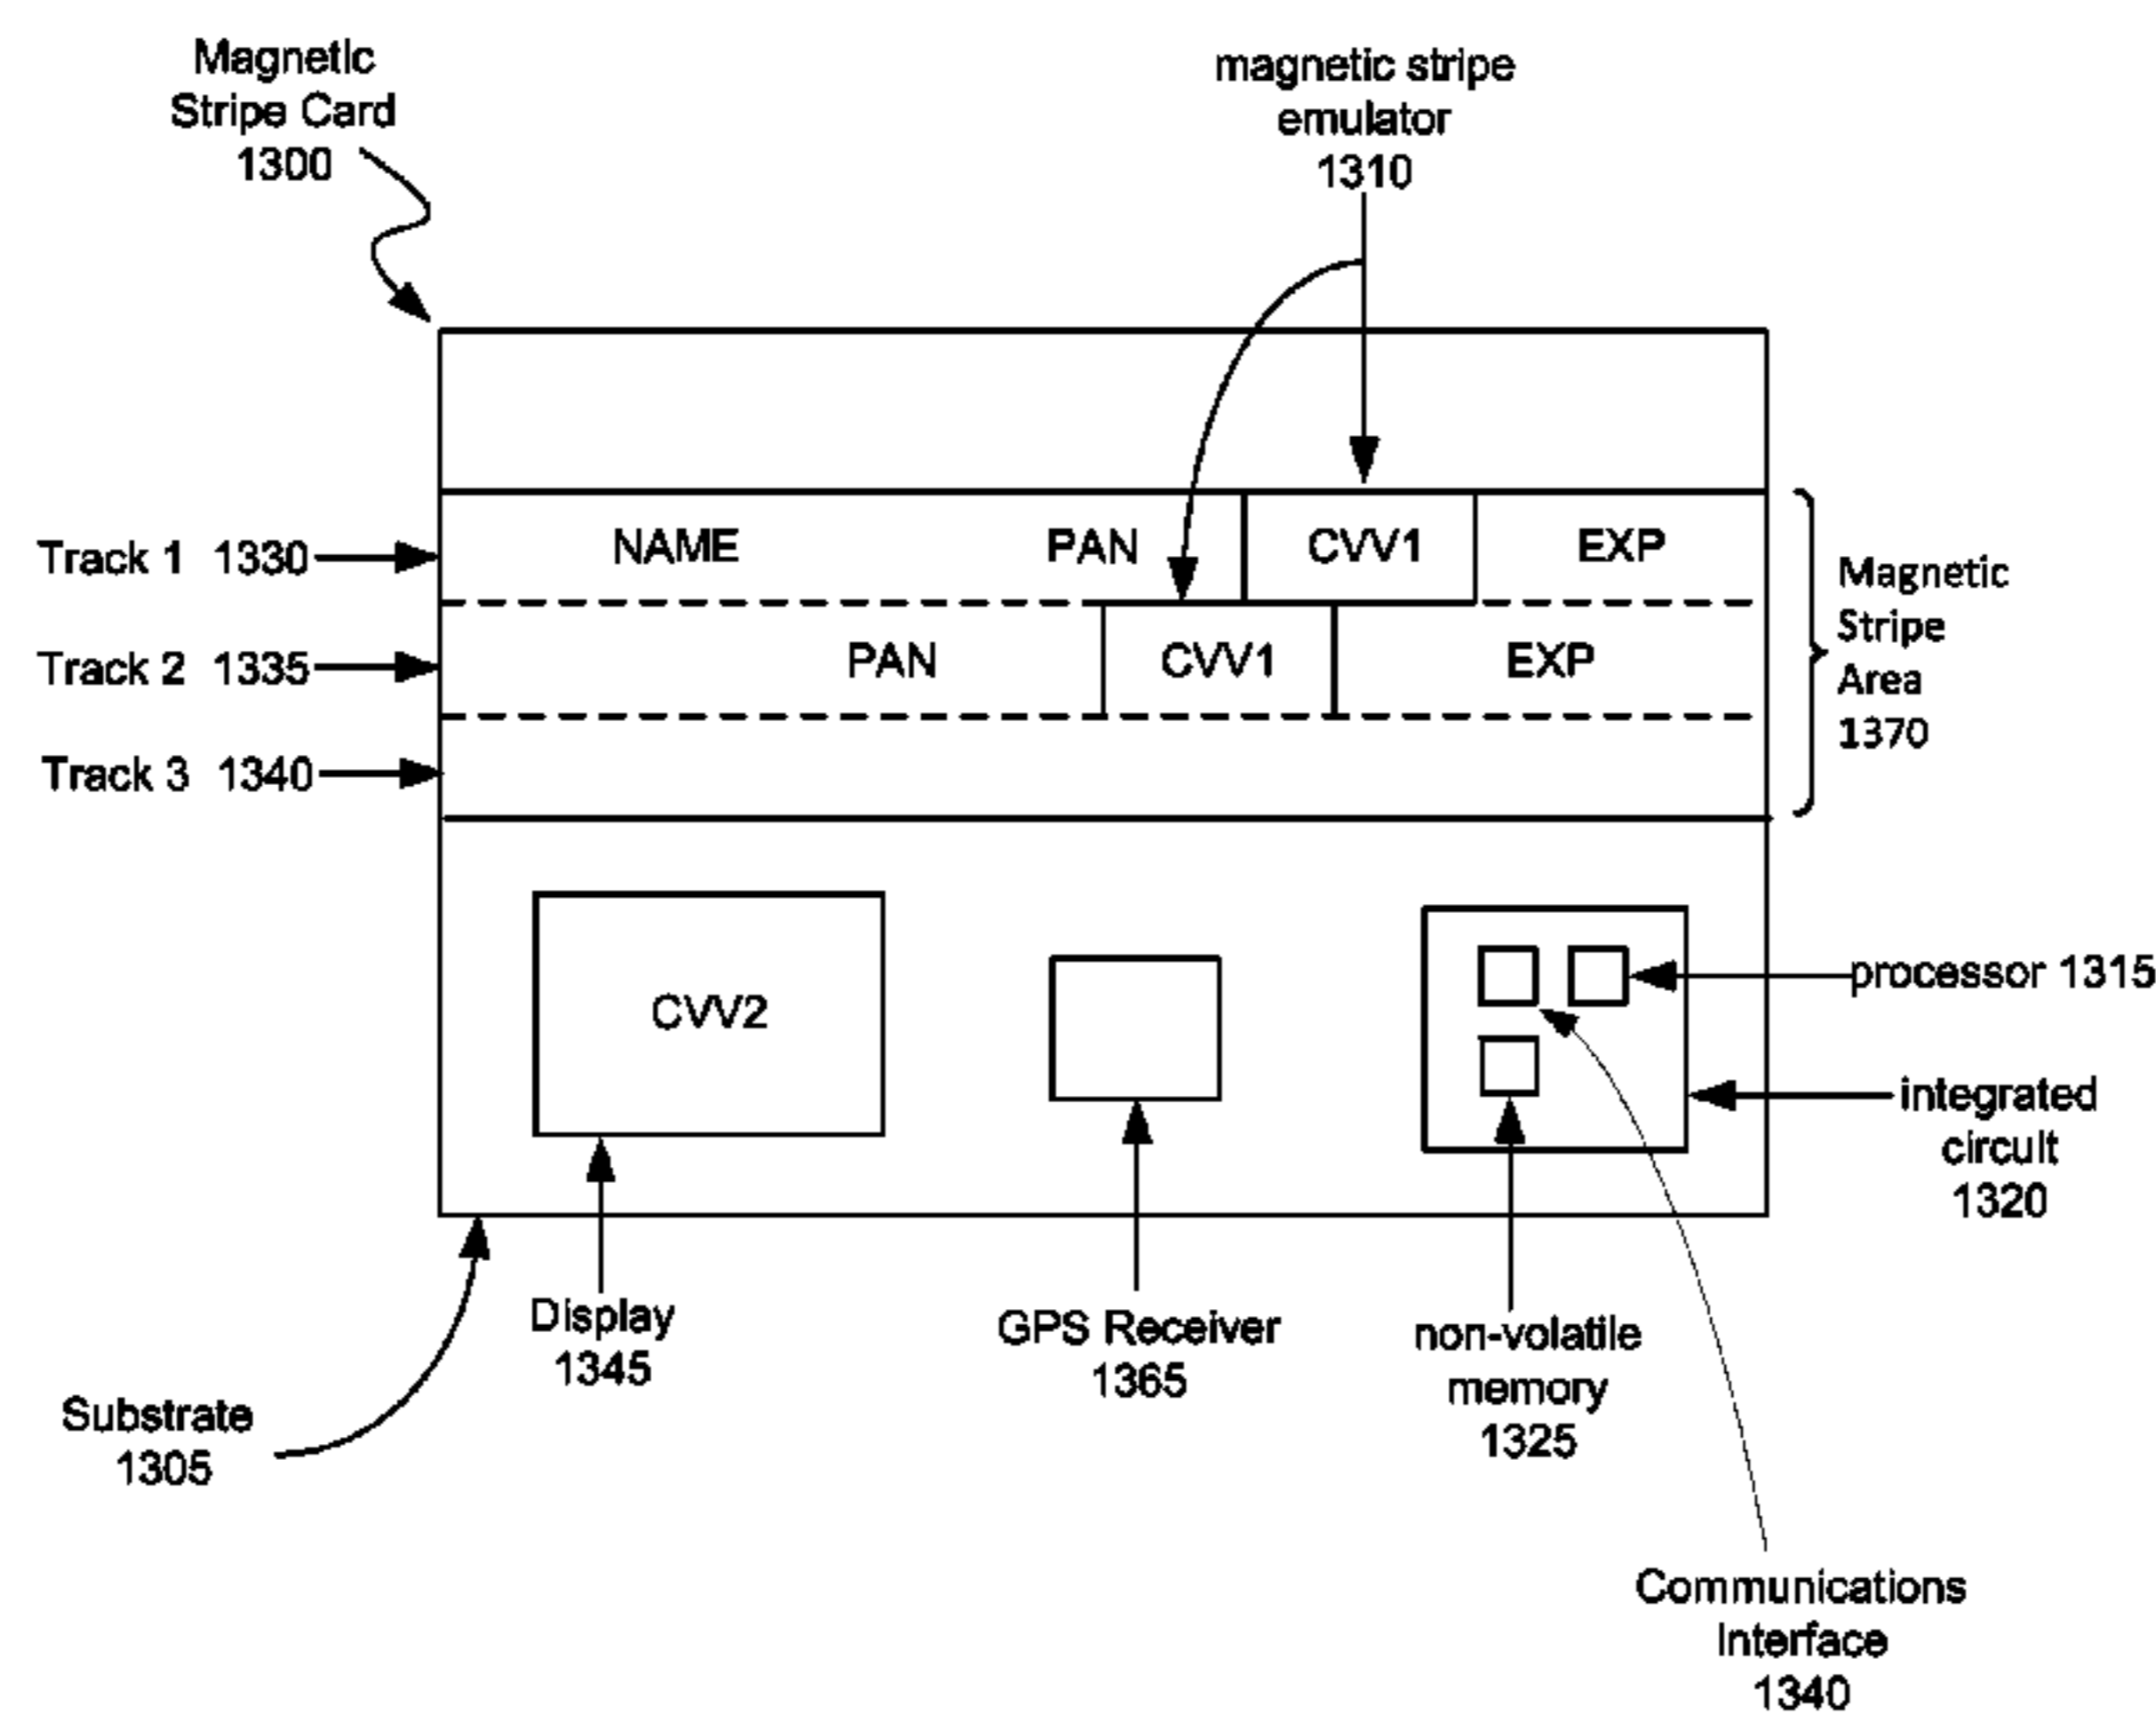 Magnetic
Stripe Card
1300
magnetic stripe
emulator
1310
Track 1 1330
NAME PAN CVV1 EXP
Track 2 1335
PAN CVV1 EXP
Track 3 1340
Magnetic
Stripe
Area
1370
CVV2
processor 1315
integrated
circuit
1320
Display
1345
GPS Receiver
1365
non-volatile
memory
1325
Substrate
1305
Communications
Interface
1340